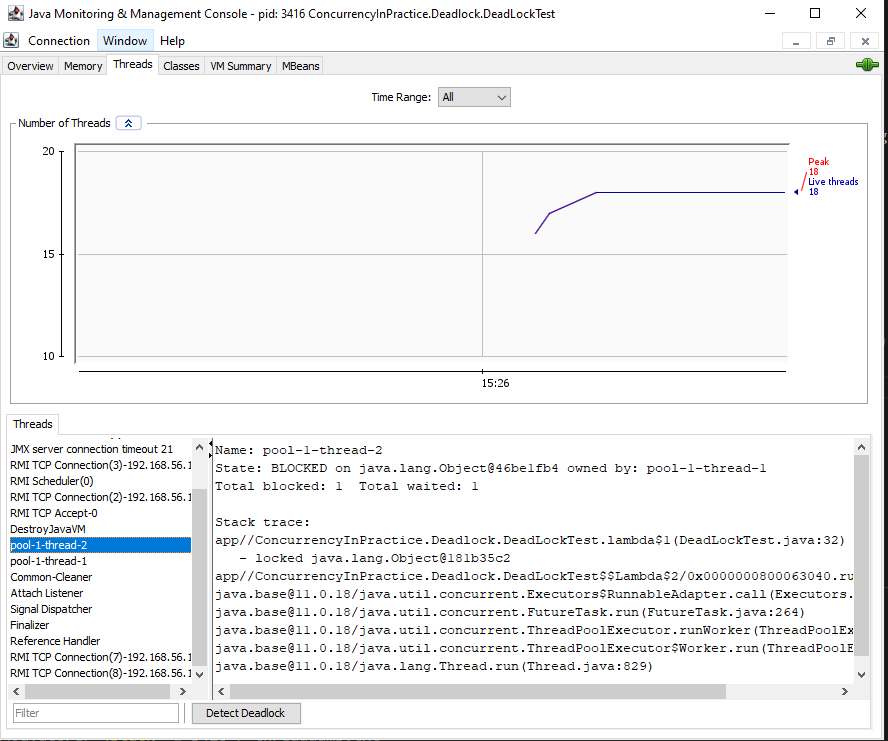 Java Monitoring & Management Console - pid: 3416 ConcurrencyInPractice.Deadlock.DeadLockTest
Connection Window Help
Overview Memory Threads Classes VM Summary MBeans
Time Range: All
Number of Threads
20
15
10
15:26
Peak
18
Live threads
18
Threads
JMX server connection timeout 21
RMI TCP Connection(3)-192.168.56.1
RMI Scheduler(0)
RMI TCP Connection(2)-192.168.56.1
RMI TCP Accept-0
DestroyJavaVM
pool-1-thread-2
pool-1-thread-1
Common-Cleaner
Attach Listener
Signal Dispatcher
Finalizer
Reference Handler
RMI TCP Connection(7)-192.168.56.1
RMI TCP Connection(8)-192.168.56.1
Name: pool-1-thread-2
State: BLOCKED on java.lang.Object@46be1fb4 owned by: pool-1-thread-1
Total blocked: 1 Total waited: 1
Stack trace:
app//ConcurrencyInPractice.Deadlock.DeadLockTest.lambda$1(DeadLockTest.java:32)
- locked java.lang.Object@181b35c2
app//ConcurrencyInPractice.Deadlock.DeadLockTest$$Lambda$2/0x0000000800063040.ru
java.base@11.0.18/java.util.concurrent.Executors$RunnableAdapter.call(Executors.
java.base@11.0.18/java.util.concurrent.FutureTask.run(FutureTask.java:264)
java.base@11.0.18/java.util.concurrent.ThreadPoolExecutor.runWorker(ThreadPoolEx
java.base@11.0.18/java.util.concurrent.ThreadPoolExecutor$Worker.run(ThreadPoolE
java.base@11.0.18/java.lang.Thread.run(Thread.java:829)
Filter
Detect Deadlock